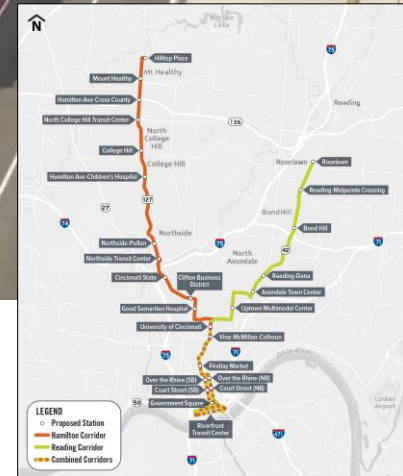 N
Winton
Lake
75
Hilltop Plaza
Mt Healthy
Mount Healthy
Hamilton Ave-Cross County
Reading
North College Hill Transit Center
126
North
College
Hill
College Hill
College Hill
Roselawn
Roselawn
Hamilton Ave-Children's Hospital
Reading-Midpointe Crossing
127
27
Bond Hill
Bond Hill
74
Northside
75
42
71
Northside-Pullan
North
Avondale
Northside Transit Center
Reading-Dana
Cincinnati State
Clifton Business
District
Avondale Town Center
Good Samaritan Hospital
Uptown Multimodel Center
University of Cincinnati
Vine-McMillan-Calhoun
75
71
Ohio River
Findlay Market
Over the Rhine (SB)
Over the Rhine (NB)
Court Street (SB)
Court Street (NB)
Lunken
Airport
50
Government Square
Riverfront
Transit Center
71
471
LEGEND
Proposed Station
Hamilton Corridor
Reading Corridor
Combined Corridors